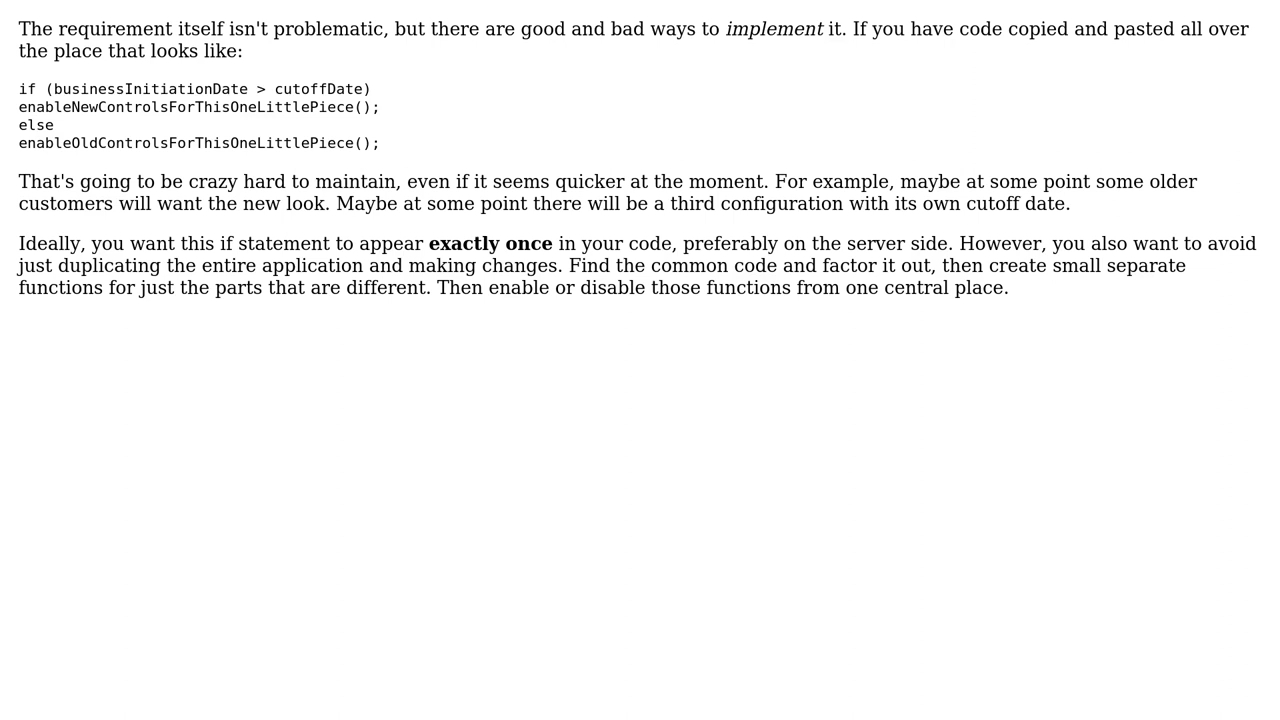 The requirement itself isn't problematic, but there are good and bad ways to implement it. If you have code copied and pasted all over
the place that looks like:
if (businessInitiationDate > cutoffDate)
enableNewControlsForThisOneLittlePiece();
else
enableOldControlsForThisOneLittlePiece();
That's going to be crazy hard to maintain, even if it seems quicker at the moment. For example, maybe at some point some older
customers will want the new look. Maybe at some point there will be a third configuration with its own cutoff date.
Ideally, you want this if statement to appear exactly once in your code, preferably on the server side. However, you also want to avoid
just duplicating the entire application and making changes. Find the common code and factor it out, then create small separate
functions for just the parts that are different. Then enable or disable those functions from one central place.